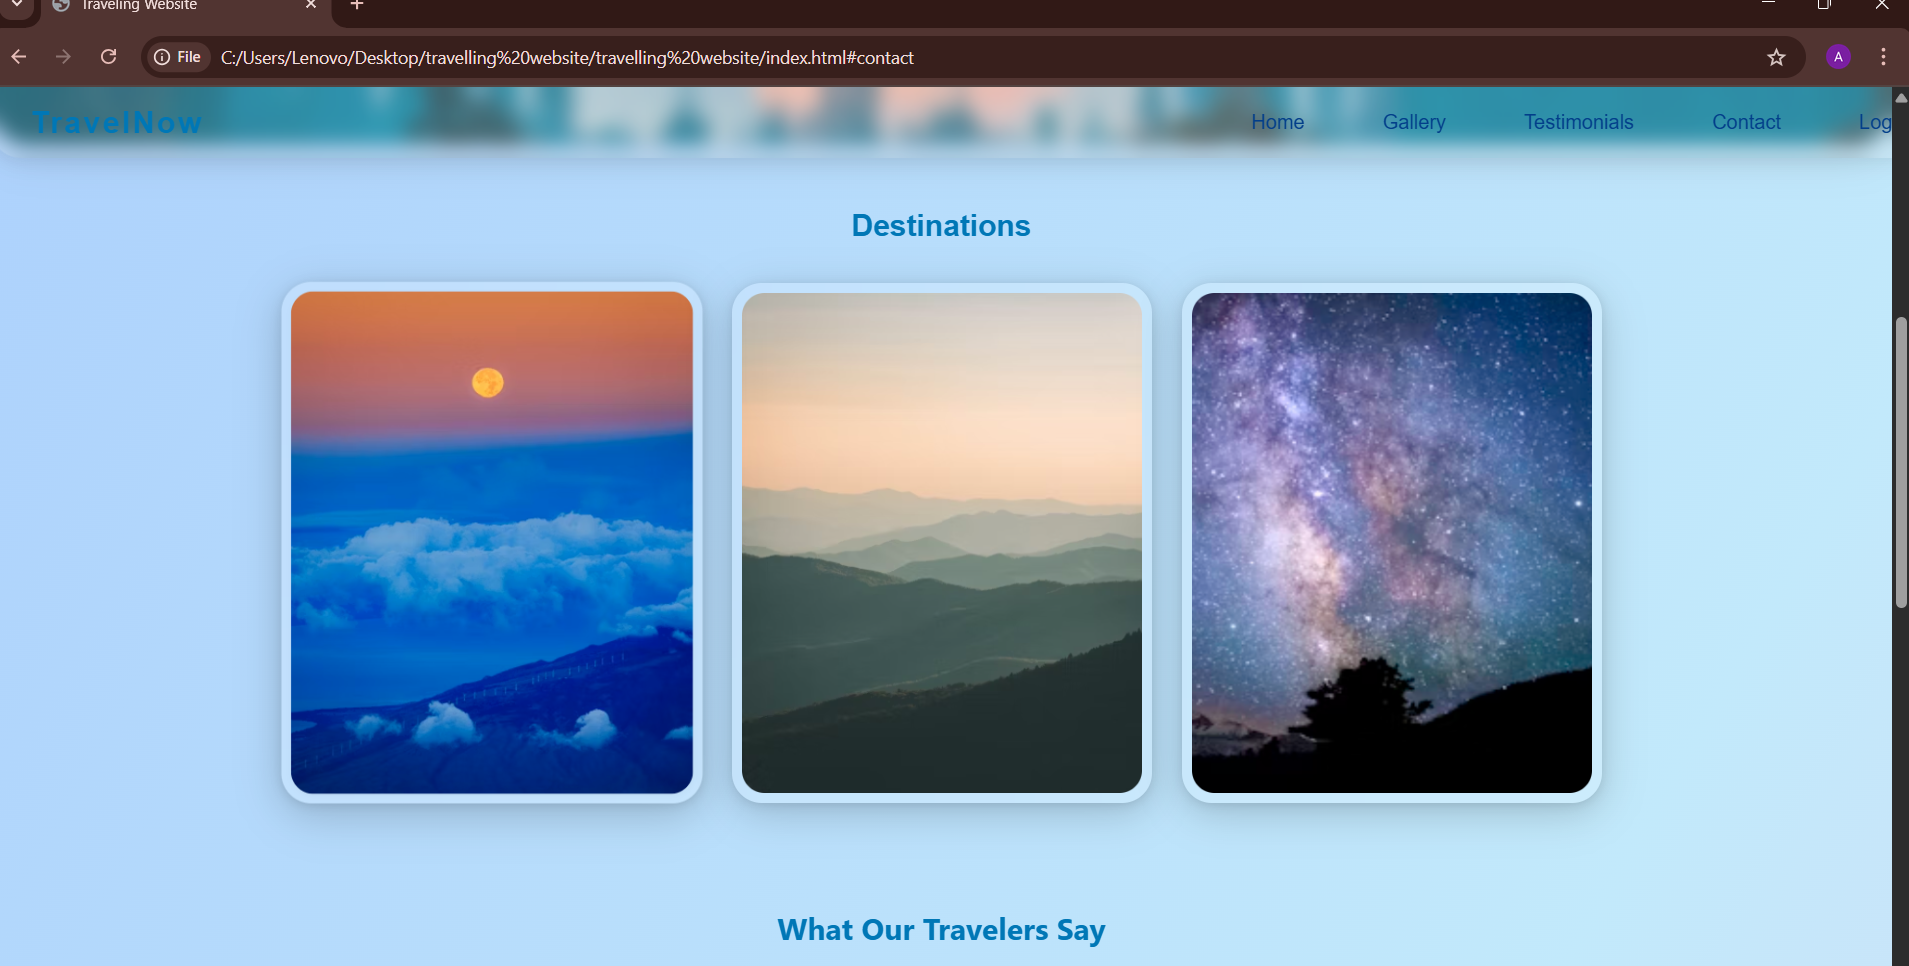 Traveling Website
File C:/Users/Lenovo/Desktop/travelling%20website/travelling%20website/index.html#contact A
TravelNow Home Gallery Testimonials Contact Log
Destinations
What Our Travelers Say